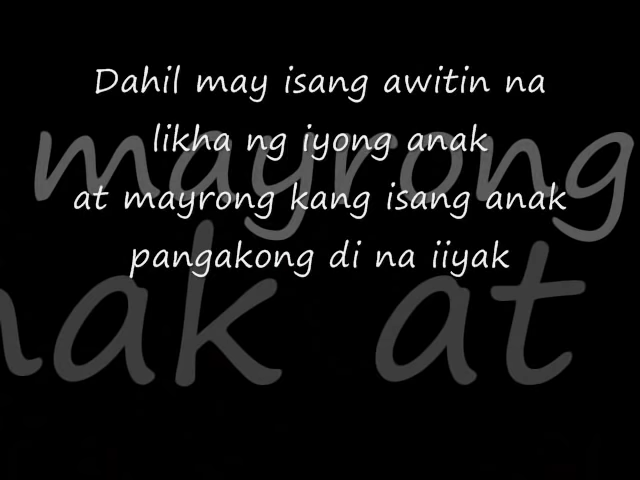 Dahil may isang awitin na
likha ng iyong anak
at mayrong kang isang anak
pangakong di na iiyak
mayrong
nak at